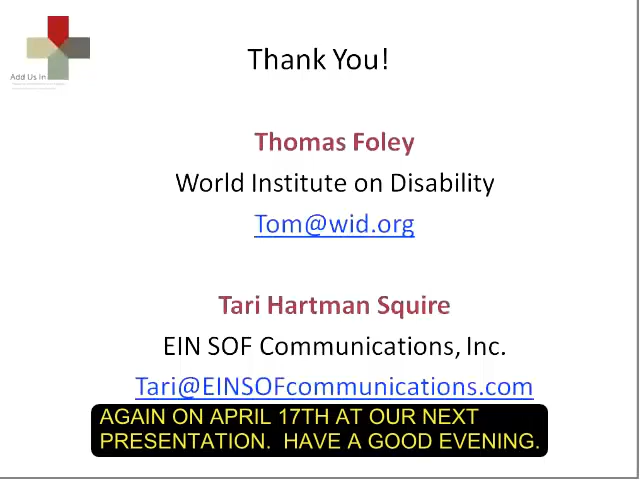 Add Us In
Thank You!
Thomas Foley
World Institute on Disability
Tom@wid.org
Tari Hartman Squire
EIN SOF Communications, Inc.
Tari@EINSOFcommunications.com
AGAIN ON APRIL 17TH AT OUR NEXT
PRESENTATION.  HAVE A GOOD EVENING.